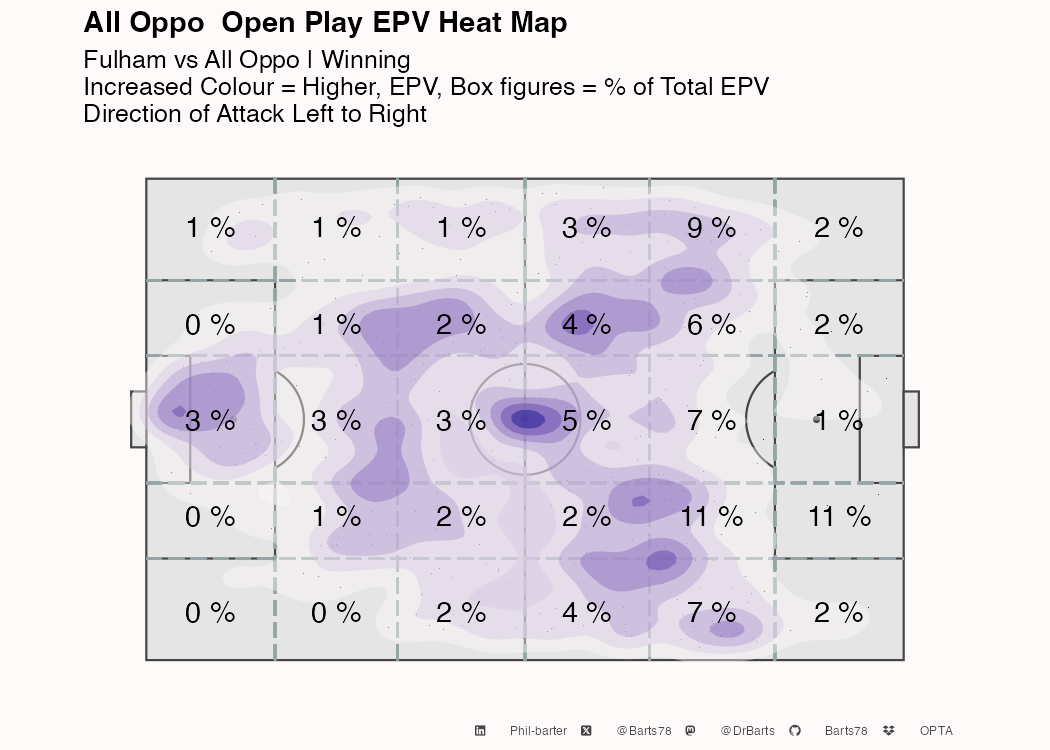 All Oppo  Open Play EPV Heat Map
Fulham vs All Oppo | Winning
Increased Colour = Higher, EPV, Box figures = % of Total EPV
Direction of Attack Left to Right
1 % 1 % 1 % 3 % 9 % 2 %
0 % 1 % 2 % 4 % 6 % 2 %
3 % 3 % 3 % 5 % 7 % 1 %
0 % 1 % 2 % 2 % 11 % 11 %
0 % 0 % 2 % 4 % 7 % 2 %
Phil-barter @Barts78 @DrBarts Barts78 OPTA